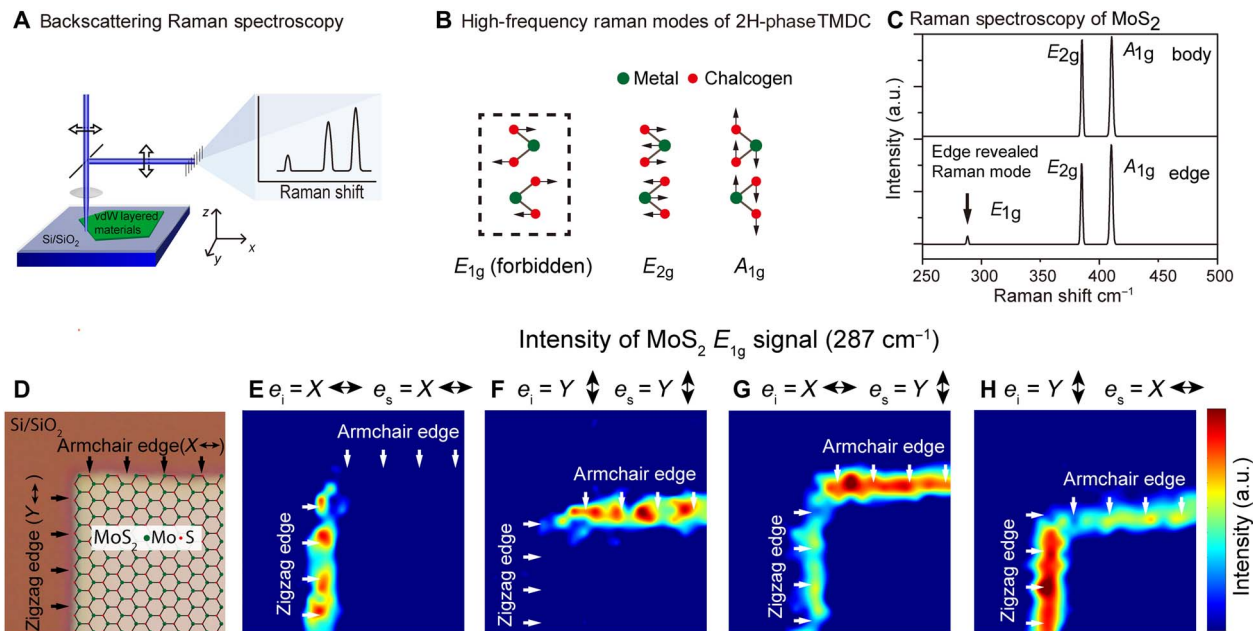 A Backscattering Raman spectroscopy
Raman shift
vdW layered
materials
Si/SiO₂
z
x
y
B High-frequency raman modes of 2H-phase TMDC
Metal Chalcogen
E₁g (forbidden) E₂g A₁g
C Raman spectroscopy of MoS₂
Intensity (a.u.)
E₂g A₁g body
Edge revealed
Raman mode
E₁g
E₂g A₁g edge
250 300 350 400 450 500
Raman shift cm⁻¹
Intensity of MoS₂ E₁g signal (287 cm⁻¹)
D
Si/SiO₂
Armchair edge(X↔)
Zigzag edge (Y↔)
MoS₂ •Mo•S
E eᵢ = X ↔ eₛ = X ↔
Armchair edge
Zigzag edge
F eᵢ = Y ↕ eₛ = Y ↕
Armchair edge
Zigzag edge
G eᵢ = X ↔ eₛ = Y ↕
Armchair edge
Zigzag edge
H eᵢ = Y ↕ eₛ = X ↔
Armchair edge
Zigzag edge
Intensity (a.u.)